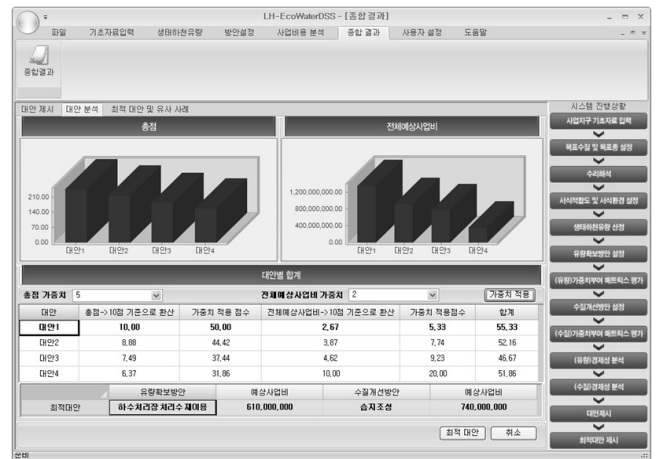 LH-EcoWaterDSS - [종합 결과]
파일 기초자료입력 생태하천유량 방안설정 사업비용 분석 종합 결과 사용자 설정 도움말
종합결과
대안 제시 대안 분석 최적 대안 및 유사 사례
총점 전체예상사업비
210.00
140.00
70.00
0.00
대안1 대안2 대안3 대안4
1,200,000,000.00
800,000,000.00
400,000,000.00
0.00
대안1 대안2 대안3 대안4
대안별 합계
총점 가중치 5 전체예상사업비 가중치 2 가중치 적용
대안 총점->10점 기준으로 환산 가중치 적용 점수 전체예상사업비->10점 기준으로 환산 가중치 적용점수 합계
대안1 10,00 50,00 2,67 5,33 55,33
대안2 8,88 44,42 3,87 7,74 52,16
대안3 7,49 37,44 4,62 9,23 46,67
대안4 6,37 31,86 10,00 20,00 51,86
유량확보방안 예상사업비 수질개선방안 예상사업비
최적대안 하수처리장 처리수 재이용 610,000,000 습지조성 740,000,000
최적 대안 취소
준비
시스템 진행상황
사업지구 기초자료 입력
목표수질 및 목표종 설정
수리해석
서식적합도 및 서식환경 설정
생태하천유량 산정
유량확보방안 설정
(유량)가중치부여 매트릭스 평가
수질개선방안 설정
(수질)가중치부여 매트릭스 평가
(유량)경제성 분석
(수질)경제성 분석
대안제시
최적대안 제시